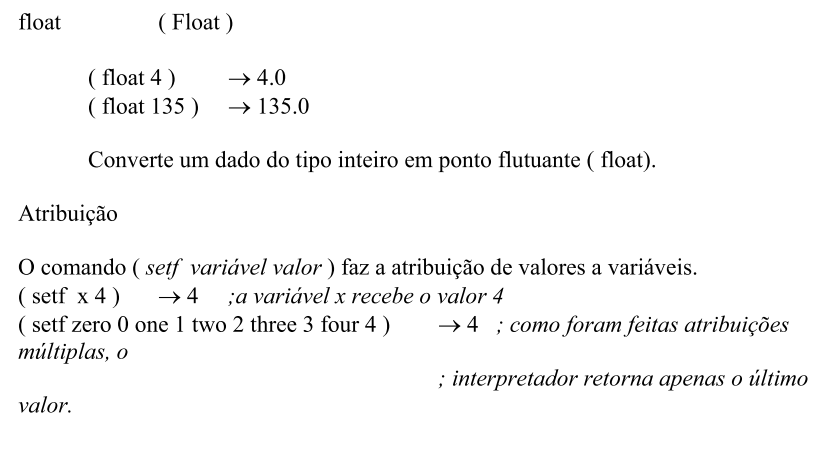 float ( Float )
( float 4 ) → 4.0
( float 135 ) → 135.0
Converte um dado do tipo inteiro em ponto flutuante ( float).
Atribuição
O comando ( setf variável valor ) faz a atribuição de valores a variáveis.
( setf x 4 ) → 4 ;a variável x recebe o valor 4
( setf zero 0 one 1 two 2 three 3 four 4 ) → 4 ; como foram feitas atribuições
múltiplas, o
; interpretador retorna apenas o último
valor.